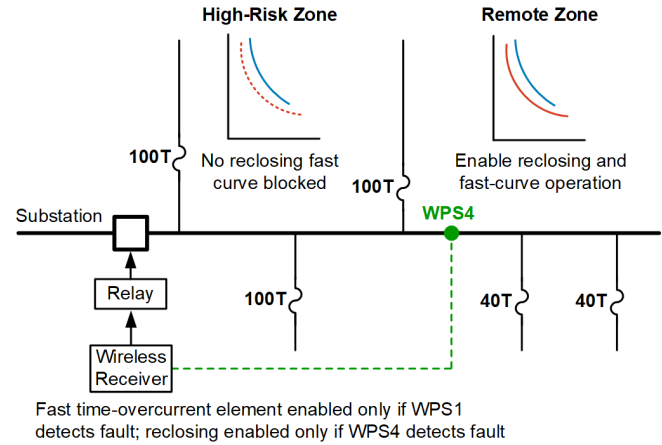 High-Risk Zone
Remote Zone
100T
No reclosing fast
curve blocked
100T
Enable reclosing and
fast-curve operation
Substation
WPS4
Relay
100T
40T
40T
Wireless
Receiver
Fast time-overcurrent element enabled only if WPS1
detects fault; reclosing enabled only if WPS4 detects fault